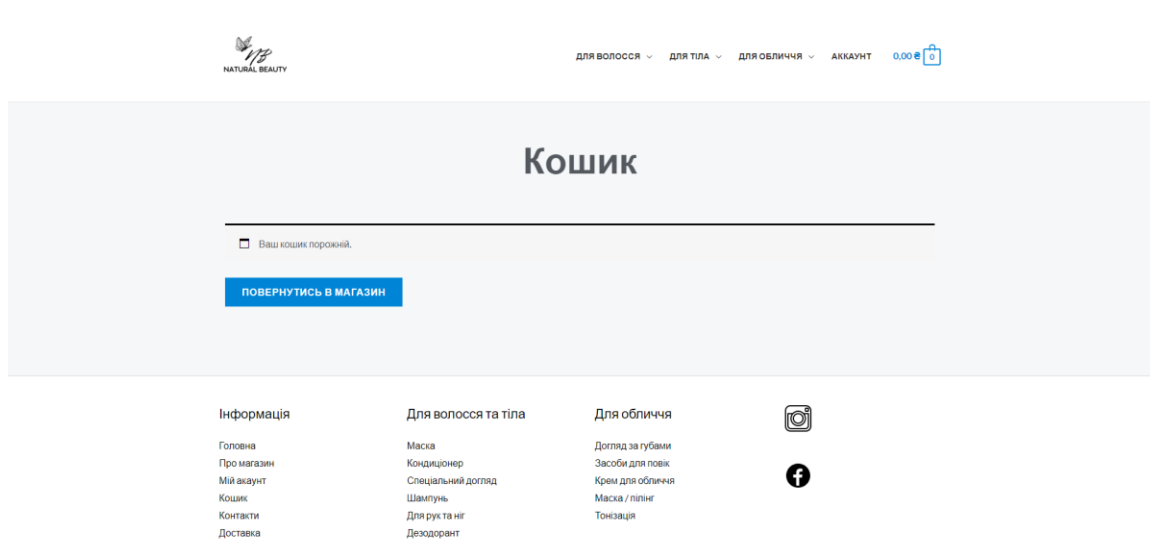 NB
NATURAL BEAUTY
ДЛЯ ВОЛОССЯ ДЛЯ ТІЛА ДЛЯ ОБЛИЧЧЯ АККАУНТ 0,00 ₴ 0
Кошик
Ваш кошик порожній.
ПОВЕРНУТИСЬ В МАГАЗИН
Інформація
Головна
Про магазин
Мій акаунт
Кошик
Контакти
Доставка
Для волосся та тіла
Маска
Кондиціонер
Спеціальний догляд
Шампунь
Для рук та ніг
Дезодорант
Для обличчя
Догляд за губами
Засоби для повік
Крем для обличчя
Маска / пілінг
Тонізація